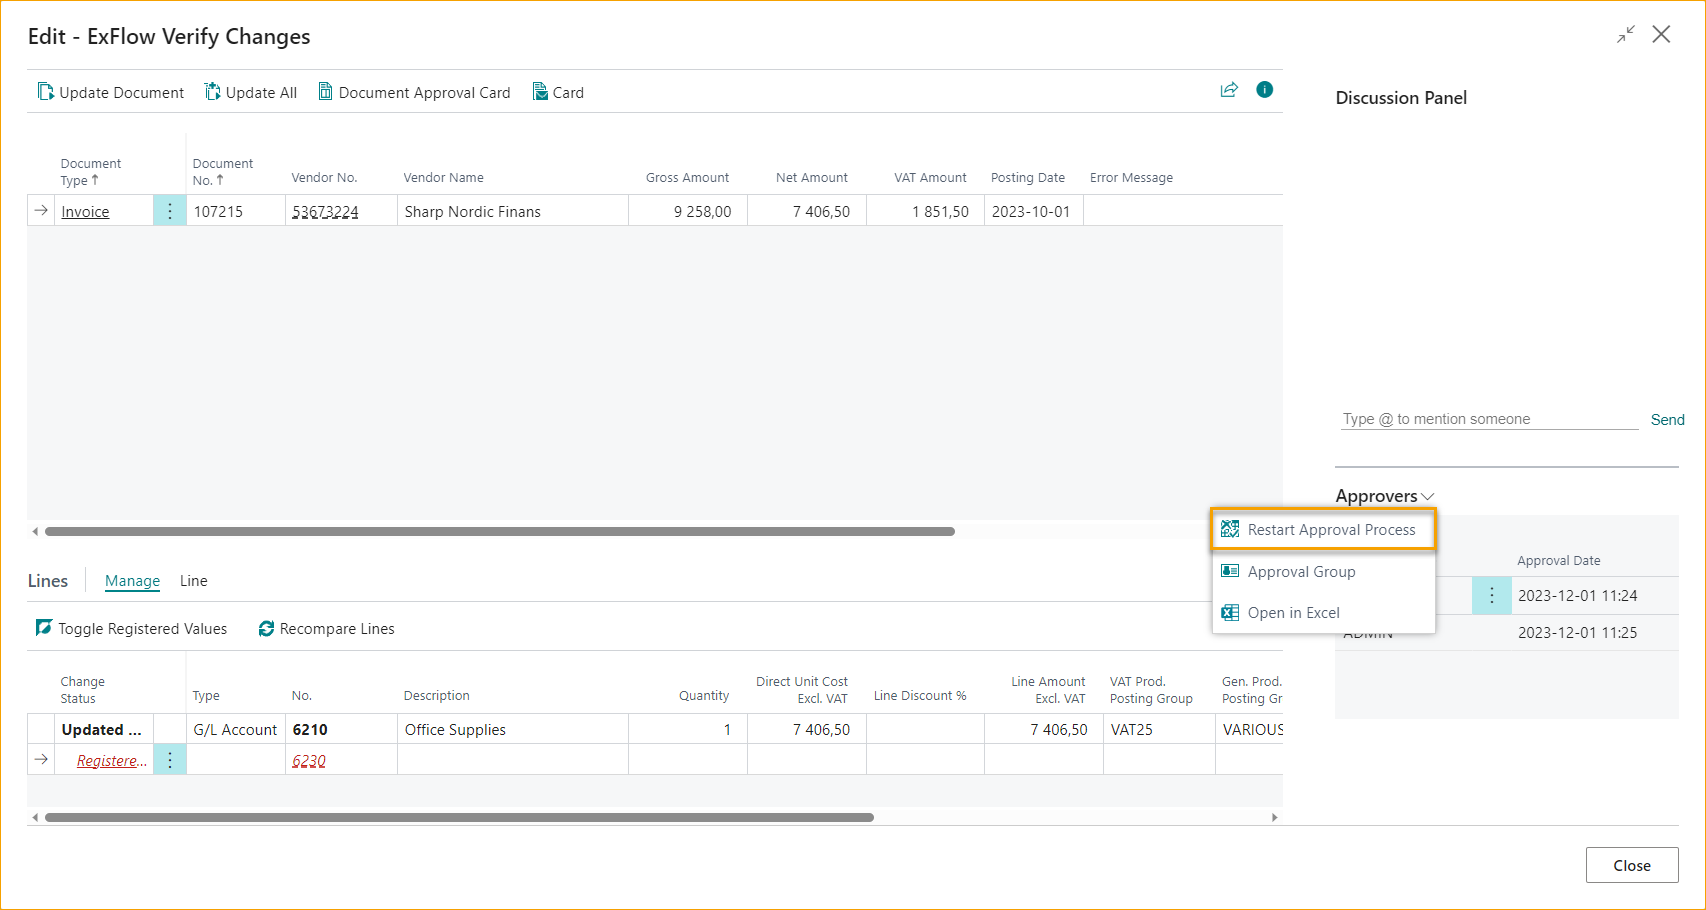 Edit - ExFlow Verify Changes
Update Document Update All Document Approval Card Card
Discussion Panel
Document Type ↑ Document No. ↑ Vendor No. Vendor Name Gross Amount Net Amount VAT Amount Posting Date Error Message
Invoice 107215 53673224 Sharp Nordic Finans 9 258,00 7 406,50 1 851,50 2023-10-01
Type @ to mention someone Send
Approvers
Restart Approval Process
Approval Group
Open in Excel
Approval Date
2023-12-01 11:24
ADMIN 2023-12-01 11:25
Lines Manage Line
Toggle Registered Values Recompare Lines
Change Status Type No. Description Quantity Direct Unit Cost Excl. VAT Line Discount % Line Amount Excl. VAT VAT Prod. Posting Group Gen. Prod. Posting Gr
Updated ... G/L Account 6210 Office Supplies 1 7 406,50 7 406,50 VAT25 VARIOUS
Registere... 6230
Close